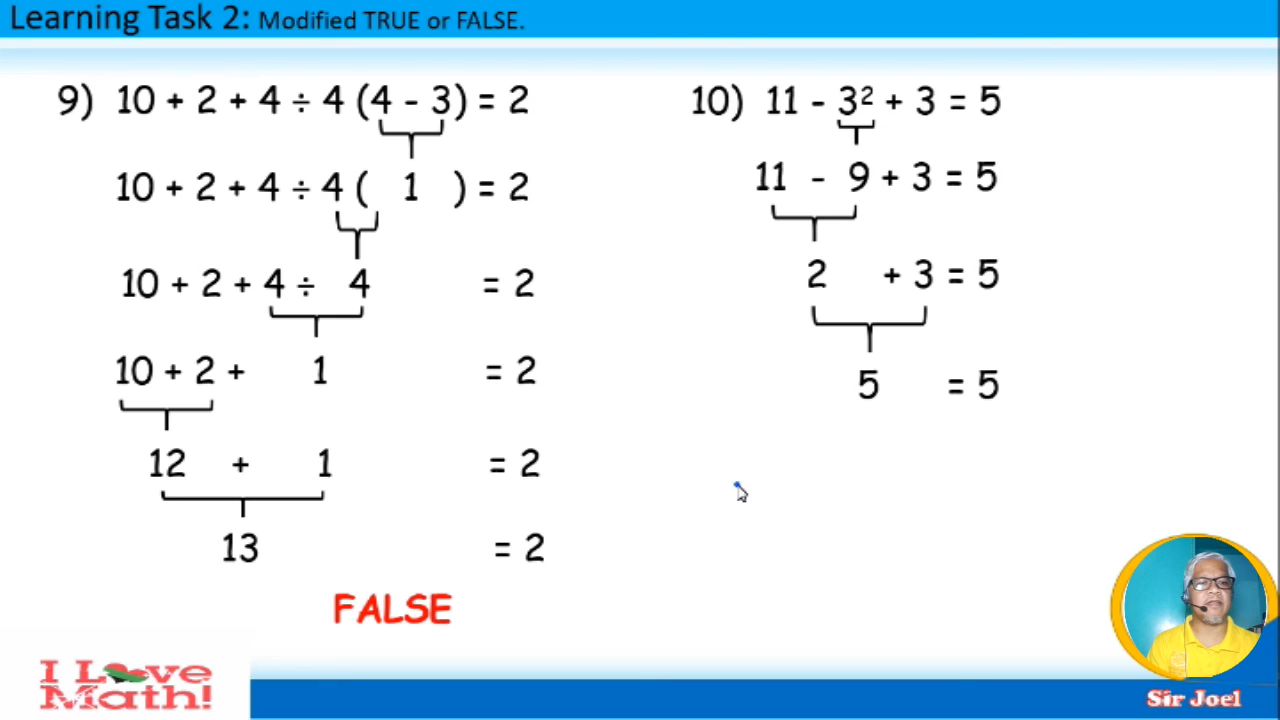 Learning Task 2: Modified TRUE or FALSE.
9) 10 + 2 + 4 ÷ 4 (4 - 3) = 2
10 + 2 + 4 ÷ 4 ( 1 ) = 2
10 + 2 + 4 ÷ 4 = 2
10 + 2 + 1 = 2
12 + 1 = 2
13 = 2
FALSE
10) 11 - 3² + 3 = 5
11 - 9 + 3 = 5
2 + 3 = 5
5 = 5
I Love
Math!
Sir Joel